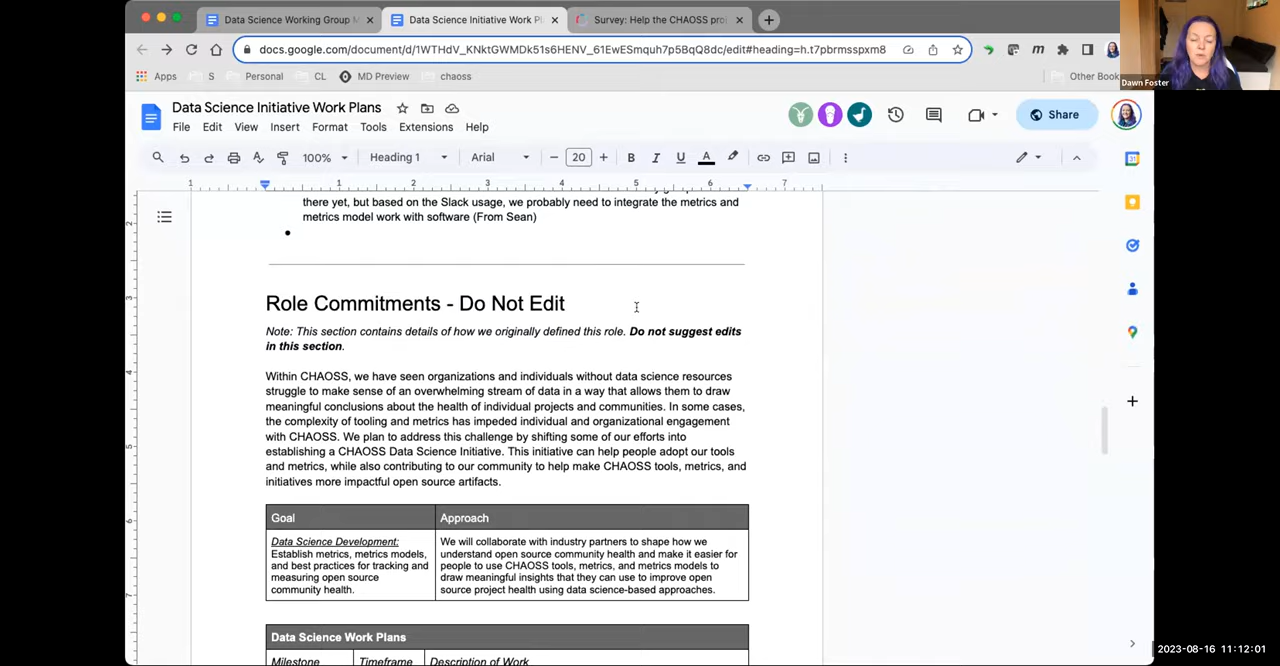 Data Science Working Group M
Data Science Initiative Work Pl
Survey: Help the CHAOSS proj
docs.google.com/document/d/1WTHdV_KNktGWMDk51s6HENV_61EwESmquh7p5BqQ8dc/edit#heading=h.t7pbrmsspxm8
Apps
S
Personal
CL
MD Preview
chaoss
Other Book
Dawn Foster
Data Science Initiative Work Plans
Share
File Edit View Insert Format Tools Extensions Help
100% Heading 1 Arial 20 B I U A
1 1 2 3 4 5 6 7
there yet, but based on the Slack usage, we probably need to integrate the metrics and
metrics model work with software (From Sean)
Role Commitments - Do Not Edit
Note: This section contains details of how we originally defined this role. Do not suggest edits
in this section.
Within CHAOSS, we have seen organizations and individuals without data science resources
struggle to make sense of an overwhelming stream of data in a way that allows them to draw
meaningful conclusions about the health of individual projects and communities. In some cases,
the complexity of tooling and metrics has impeded individual and organizational engagement
with CHAOSS. We plan to address this challenge by shifting some of our efforts into
establishing a CHAOSS Data Science Initiative. This initiative can help people adopt our tools
and metrics, while also contributing to our community to help make CHAOSS tools, metrics, and
initiatives more impactful open source artifacts.
Goal
Approach
Data Science Development:
Establish metrics, metrics models,
and best practices for tracking and
measuring open source
community health.
We will collaborate with industry partners to shape how we
understand open source community health and make it easier for
people to use CHAOSS tools, metrics, and metrics models to
draw meaningful insights that they can use to improve open
source project health using data science-based approaches.
Data Science Work Plans
Milestone
Timeframe
Description of Work
2023-08-16 11:12:01